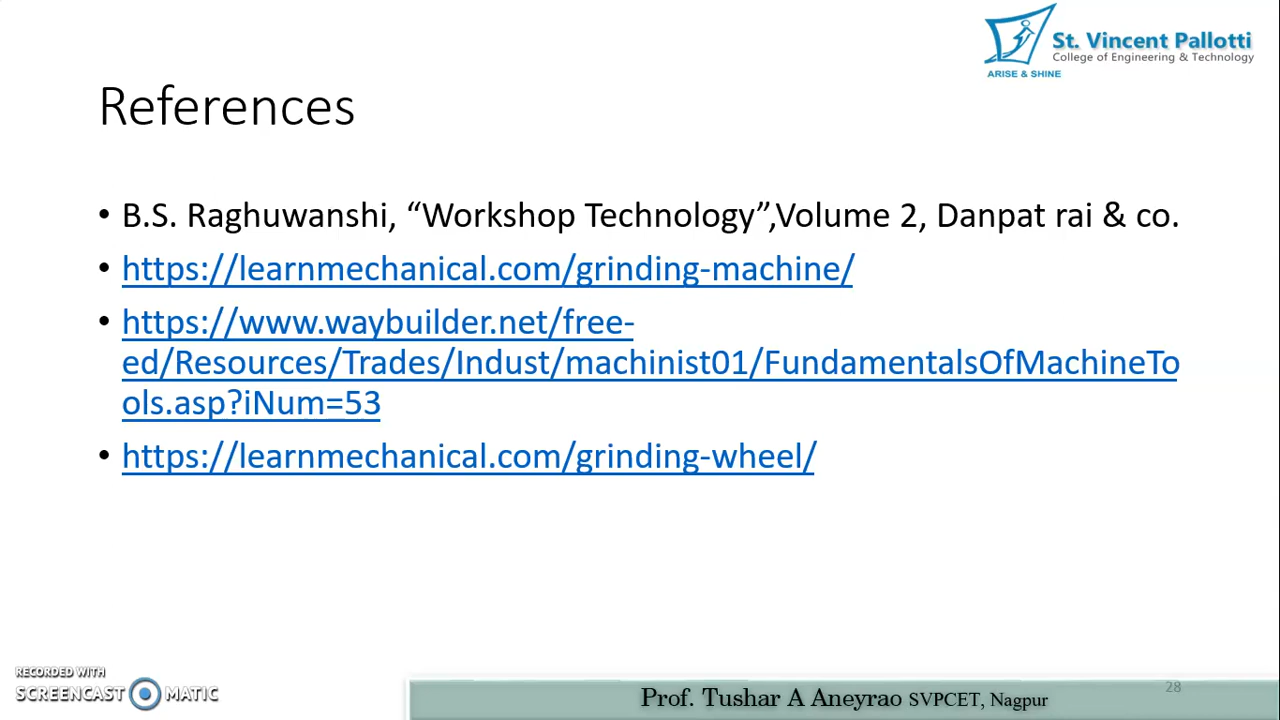 St. Vincent Pallotti
College of Engineering & Technology
ARISE & SHINE
References
• B.S. Raghuwanshi, “Workshop Technology”,Volume 2, Danpat rai & co.
• https://learnmechanical.com/grinding-machine/
• https://www.waybuilder.net/free-
ed/Resources/Trades/Indust/machinist01/FundamentalsOfMachineTo
ols.asp?iNum=53
• https://learnmechanical.com/grinding-wheel/
RECORDED WITH
SCREENCAST MATIC
Prof. Tushar A Aneyrao SVPCET, Nagpur
28